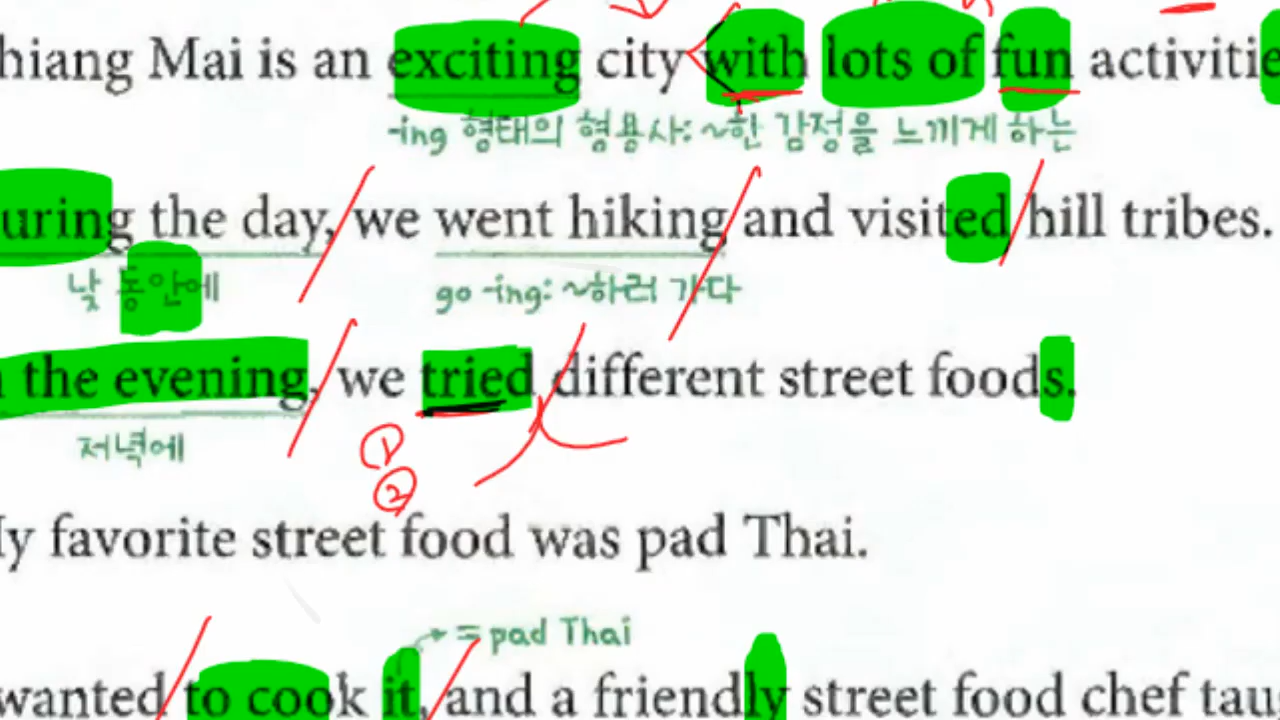 hiang Mai is an exciting city with lots of fun activitie
-ing 형태의 형용사: ~한 감정을 느끼게 하는
uring the day, we went hiking and visited hill tribes.
낮 동안에 go -ing: ~하러 가다
the evening, we tried different street foods.
저녁에
①
②
y favorite street food was pad Thai.
= pad Thai
wanted to cook it, and a friendly street food chef tau